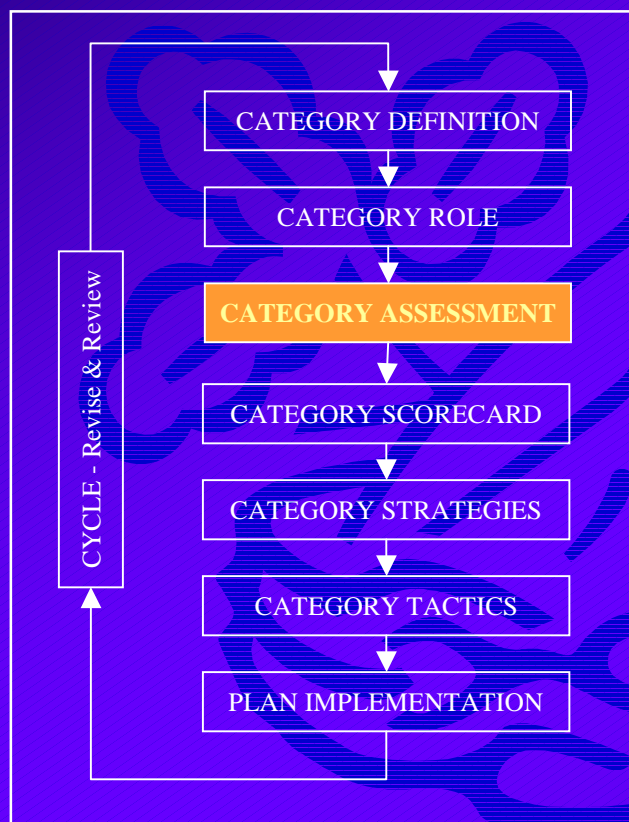 CATEGORY DEFINITION
CATEGORY ROLE
CATEGORY ASSESSMENT
CATEGORY SCORECARD
CATEGORY STRATEGIES
CATEGORY TACTICS
PLAN IMPLEMENTATION
CYCLE - Revise & Review